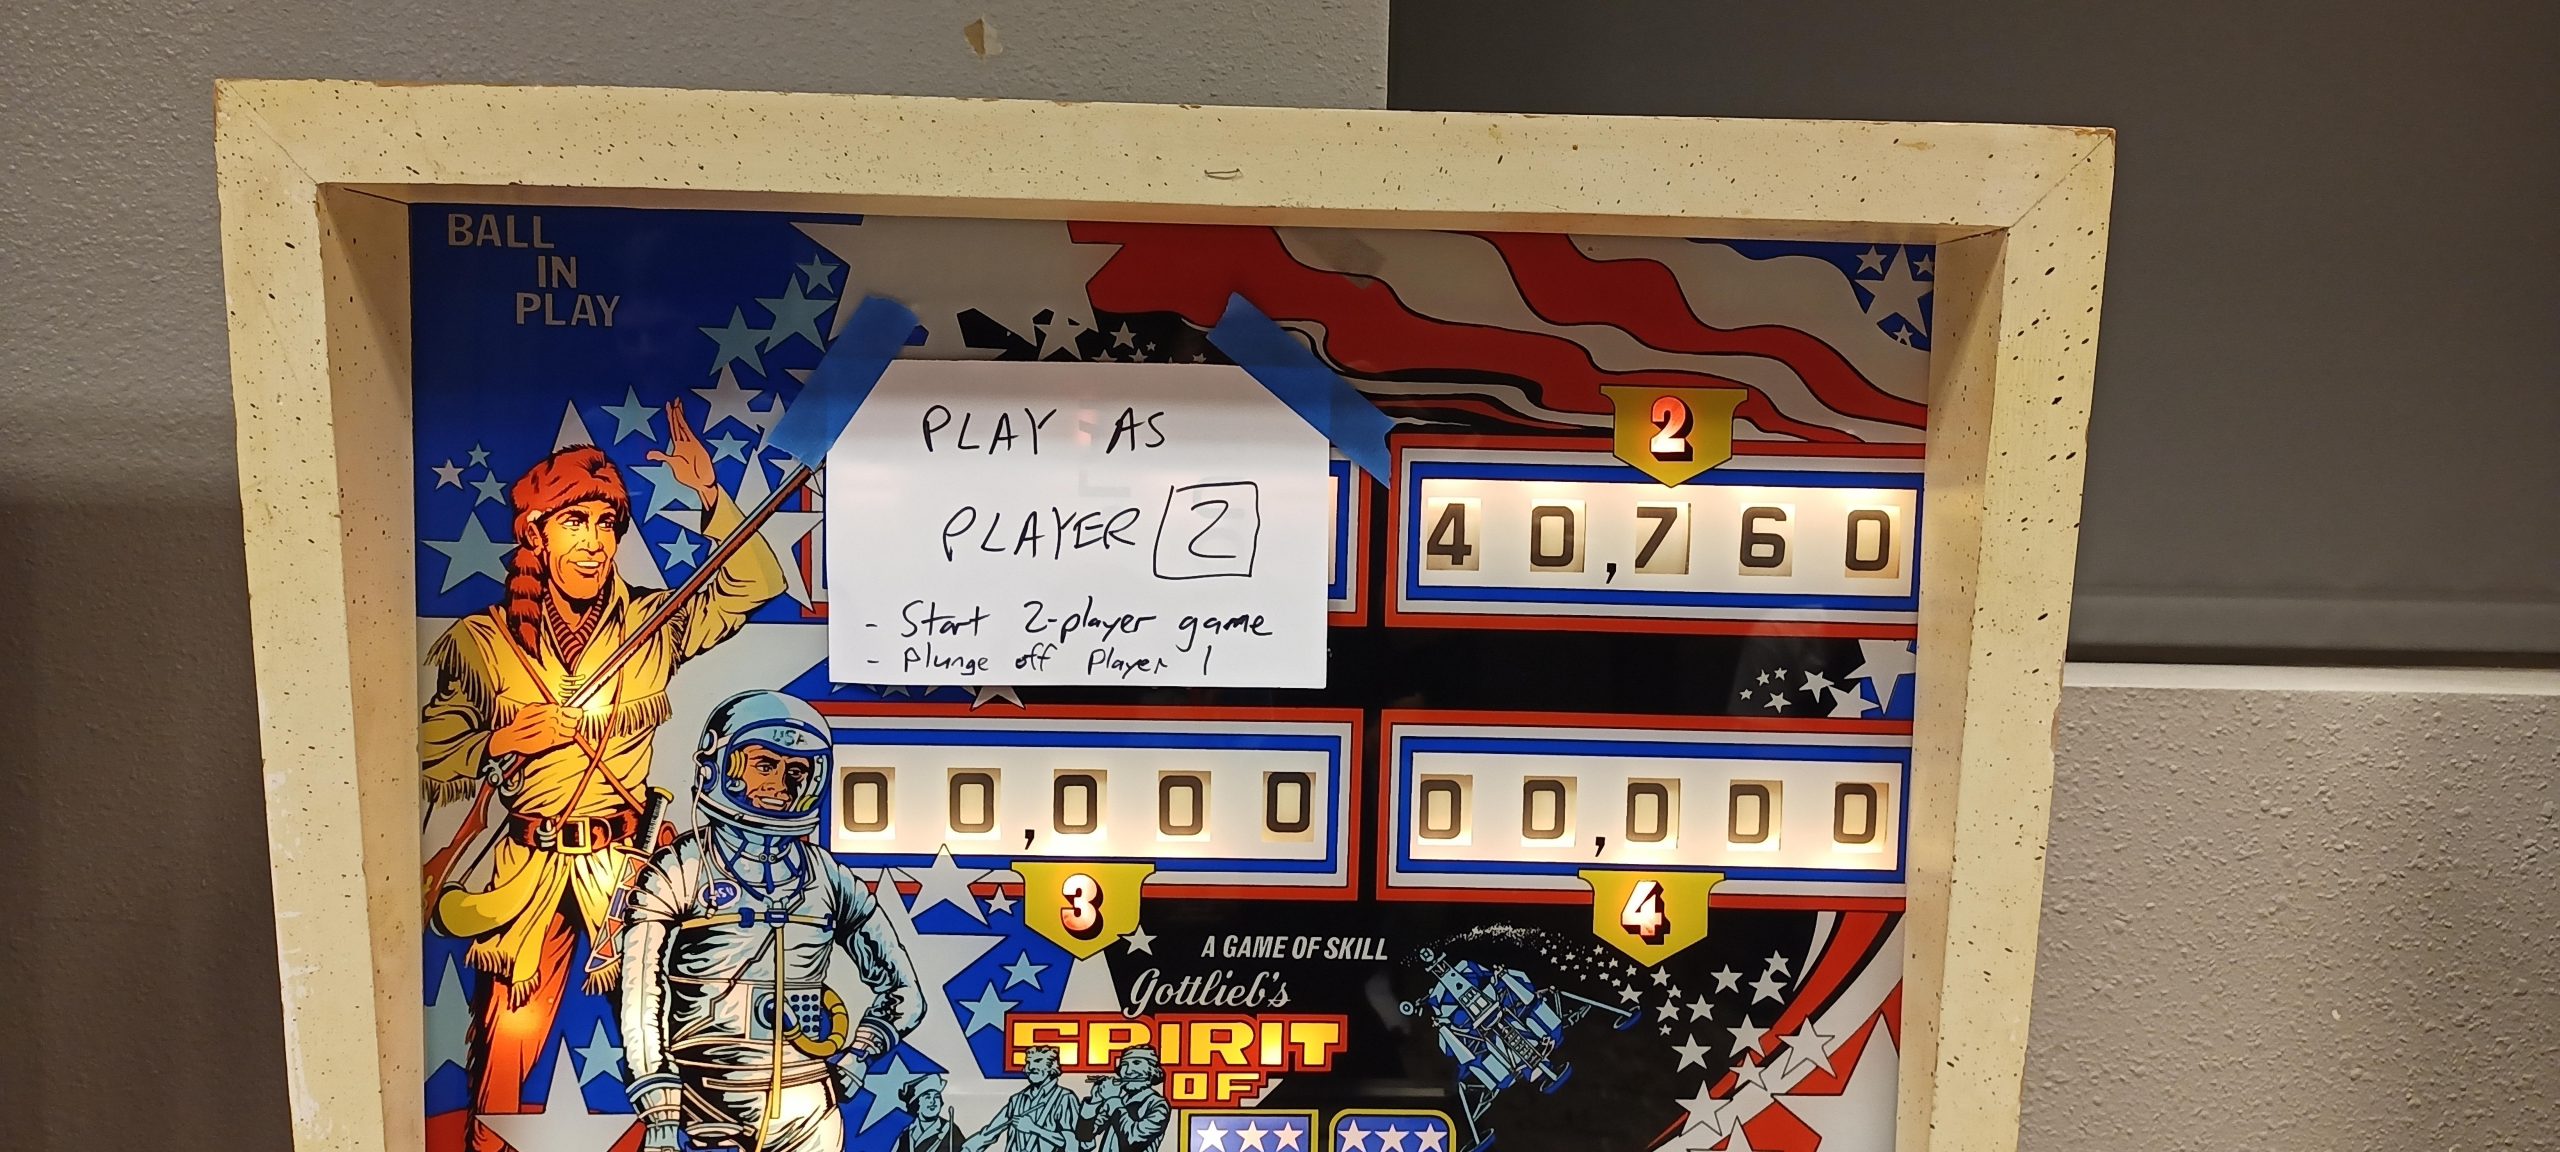 BALL
IN
PLAY
PLAY AS
PLAYER 2
- Start 2-player game
- Plunge off Player 1
2
40,760
USA
00,000
00,000
3
4
A GAME OF SKILL
Gottlieb's
SPIRIT
OF